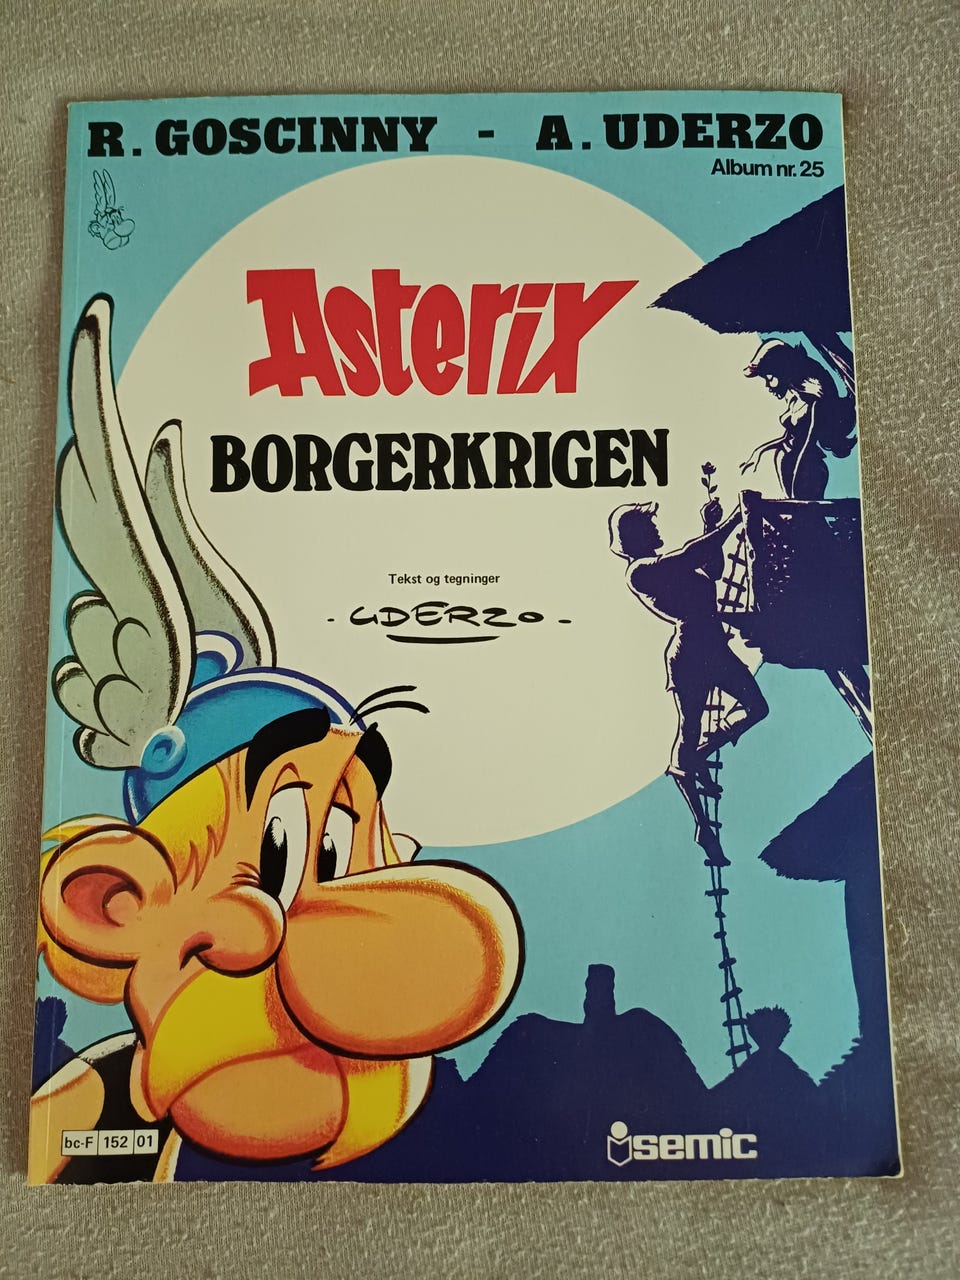 R. GOSCINNY - A. UDERZO
Album nr. 25
Asterix
BORGERKRIGEN
Tekst og tegninger
- UDERZO -
bc-F 152 01
semic